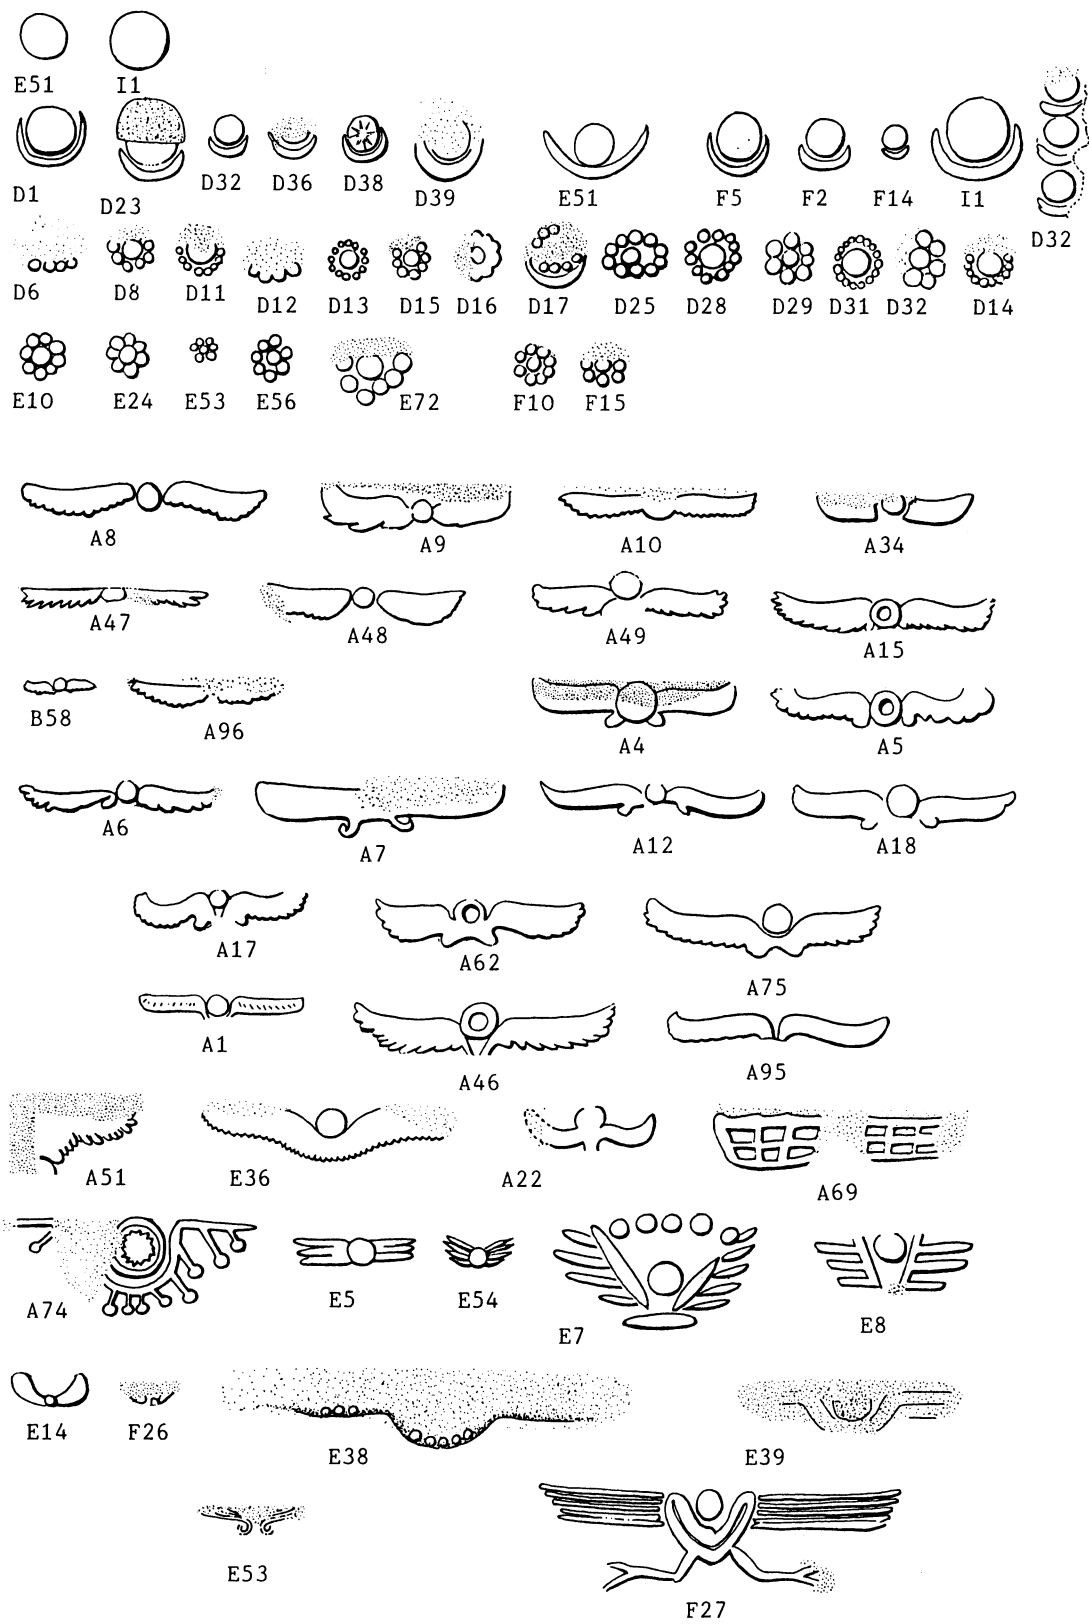 E51 I1
D1 D23 D32 D36 D38 D39 E51 F5 F2 F14 I1 D32
D6 D8 D11 D12 D13 D15 D16 D17 D25 D28 D29 D31 D32 D14
E10 E24 E53 E56 E72 F10 F15
A8 A9 A10 A34
A47 A48 A49 A15
B58 A96 A4 A5
A6 A7 A12 A18
A17 A62 A75
A1 A46 A95
A51 E36 A22 A69
A74 E5 E54 E7 E8
E14 F26 E38 E39
E53 F27